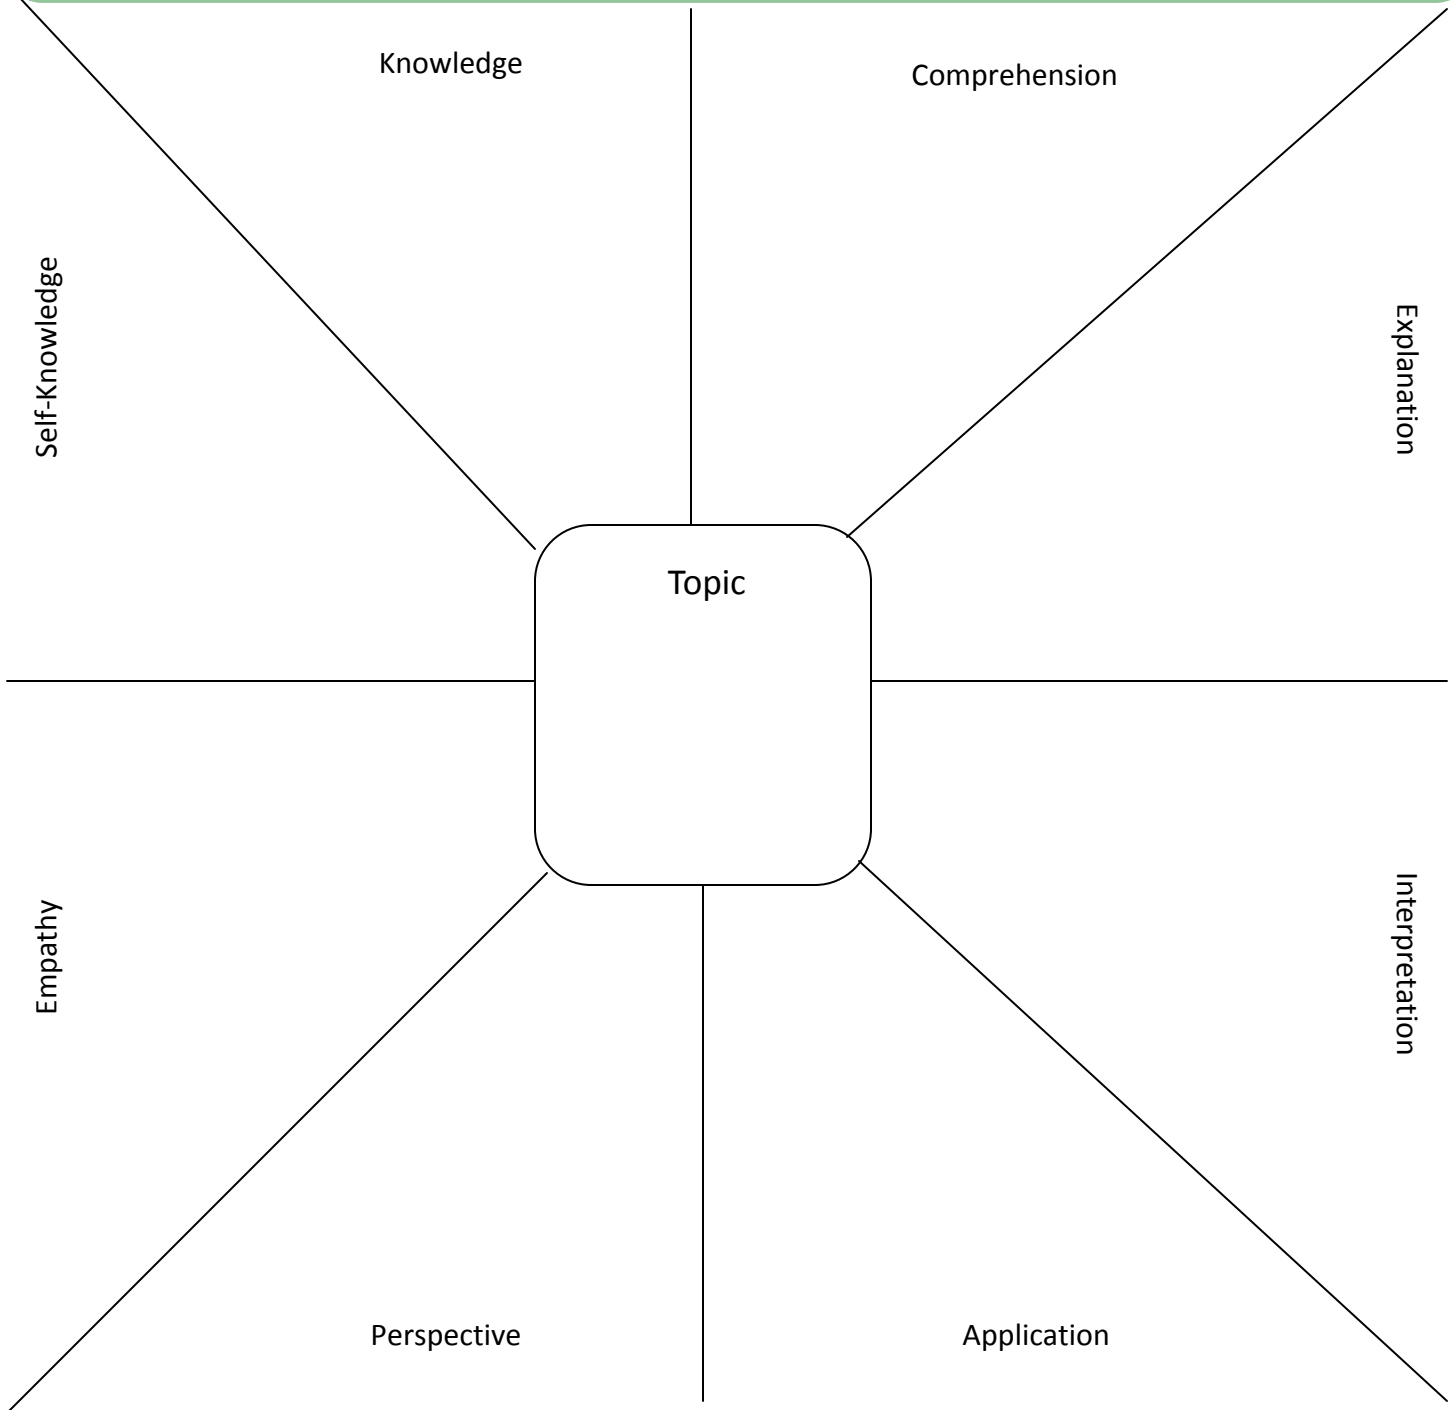 Knowledge
Comprehension
Self-Knowledge
Explanation
Topic
Empathy
Interpretation
Perspective
Application